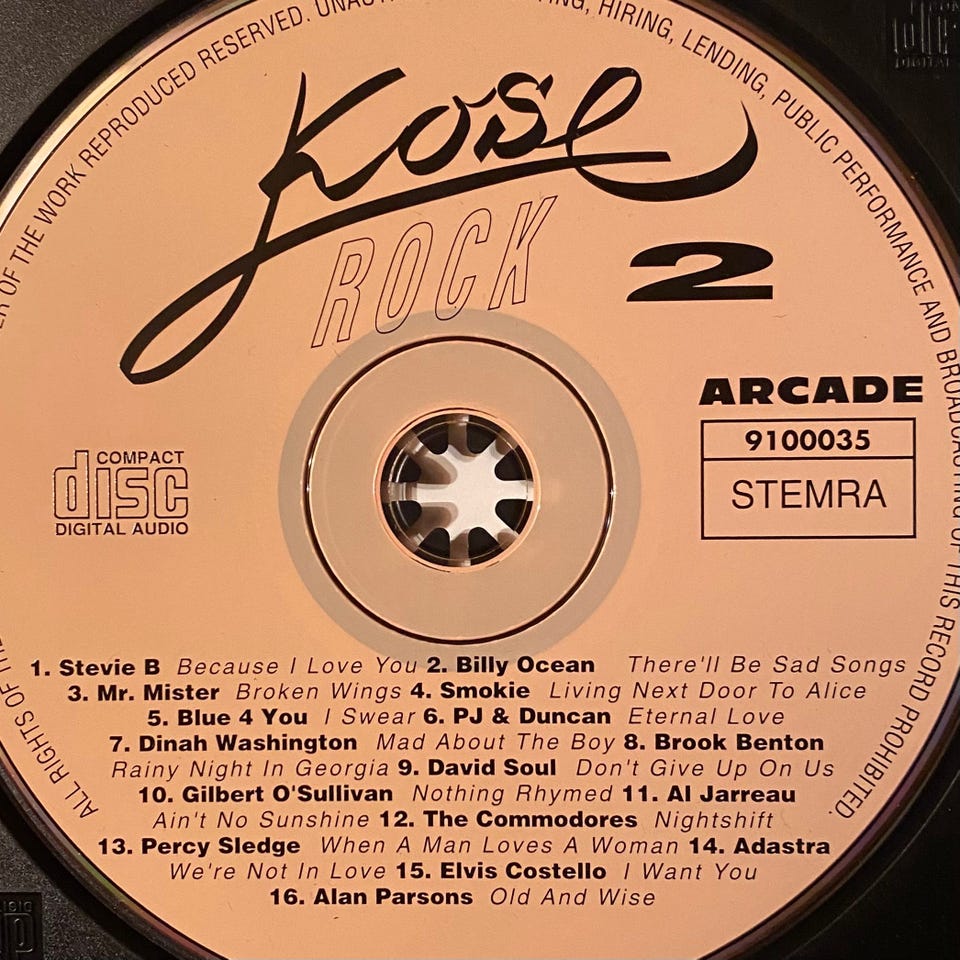 ER OF THE WORK REPRODUCED RESERVED.
HIRING, LENDING, PUBLIC PERFORMANCE AND BROADCASTING OF THIS RECORD PROHIBITED
Kose
ROCK
2
ARCADE
9100035
STEMRA
COMPACT
disc
DIGITAL AUDIO
ALL RIGHTS OF THE
1. Stevie B Because I Love You 2. Billy Ocean There'll Be Sad Songs
3. Mr. Mister Broken Wings 4. Smokie Living Next Door To Alice
5. Blue 4 You I Swear 6. PJ & Duncan Eternal Love
7. Dinah Washington Mad About The Boy 8. Brook Benton
Rainy Night In Georgia 9. David Soul Don't Give Up On Us
10. Gilbert O'Sullivan Nothing Rhymed 11. Al Jarreau
Ain't No Sunshine 12. The Commodores Nightshift
13. Percy Sledge When A Man Loves A Woman 14. Adastra
We're Not In Love 15. Elvis Costello I Want You
16. Alan Parsons Old And Wise